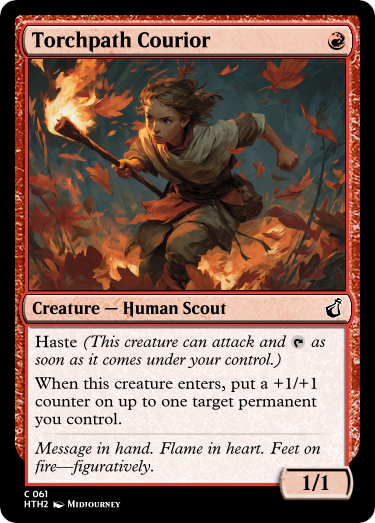 Torchpath Courior
Creature — Human Scout
Haste (This creature can attack and as
soon as it comes under your control.)
When this creature enters, put a +1/+1
counter on up to one target permanent
you control.
Message in hand. Flame in heart. Feet on
fire—figuratively.
1/1
C 061
HTH2 Midjourney